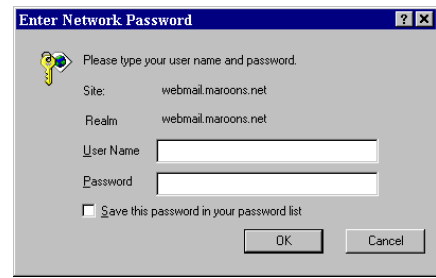 Enter Network Password
Please type your user name and password.
Site: webmail.maroons.net
Realm webmail.maroons.net
User Name
Password
Save this password in your password list
OK Cancel